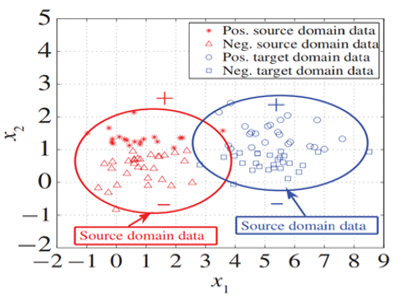 5
4
3
2
1
0
−1
−2
x2
* Pos. source domain data
△ Neg. source domain data
○ Pos. target domain data
□ Neg. target domain data
+
+
−
−
Source domain data
Source domain data
−2 −1 0 1 2 3 4 5 6 7 8 9
x1